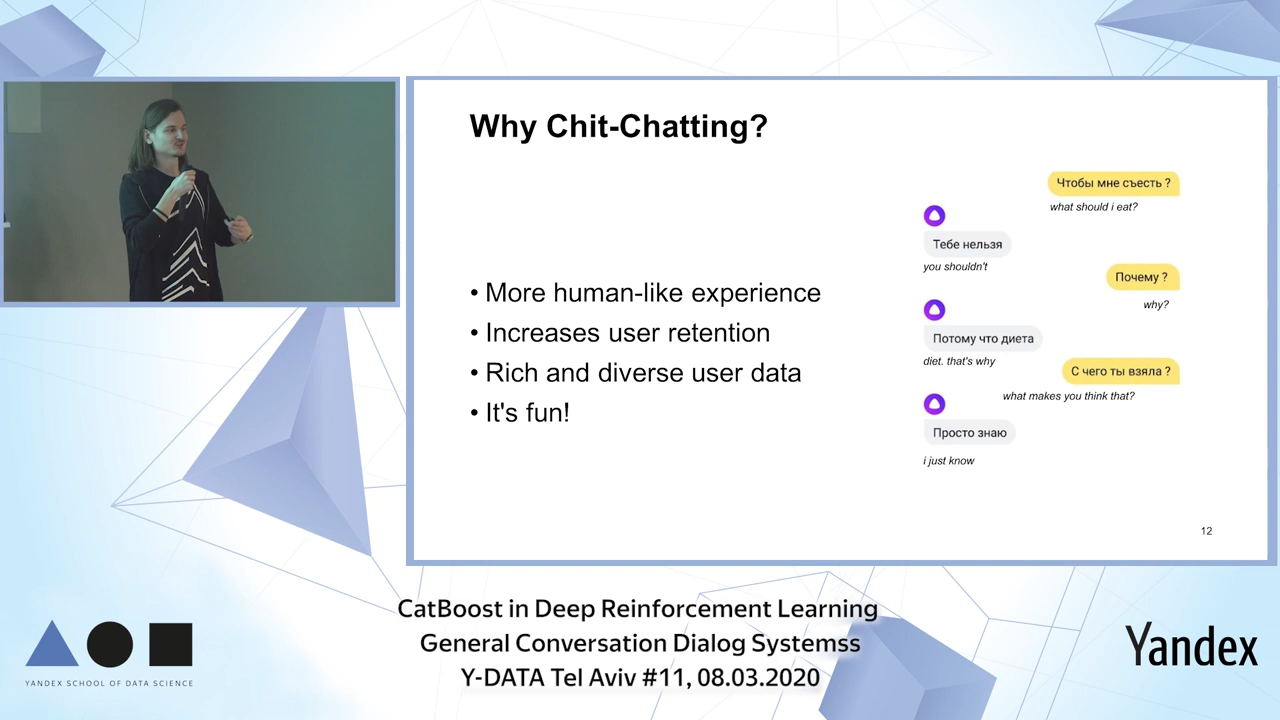 Why Chit-Chatting?
• More human-like experience
• Increases user retention
• Rich and diverse user data
• It's fun!
Чтобы мне съесть ?
what should i eat?
Тебе нельзя
you shouldn't
Почему ?
why?
Потому что диета
diet. that's why
С чего ты взяла ?
what makes you think that?
Просто знаю
i just know
12
CatBoost in Deep Reinforcement Learning
General Conversation Dialog Systemss
Y-DATA Tel Aviv #11, 08.03.2020
YANDEX SCHOOL OF DATA SCIENCE
Yandex